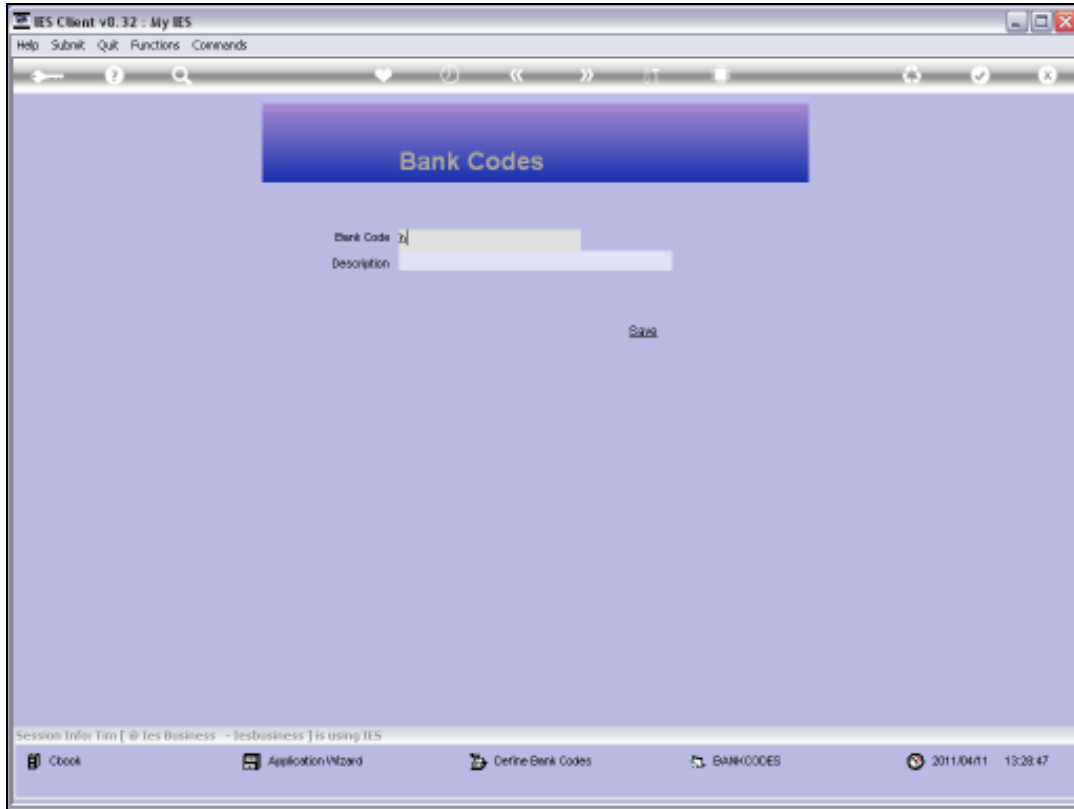 IES Client v8.32 : My IES
Help Submit Quit Functions Commands
Bank Codes
Bank Code h
Description
Save
Session Info: Tim [ @ Ies Business - Iesbusiness ] is using IES
Cbook Application Wizard Define Bank Codes BANKCODES 2011/04/11 13:28:47